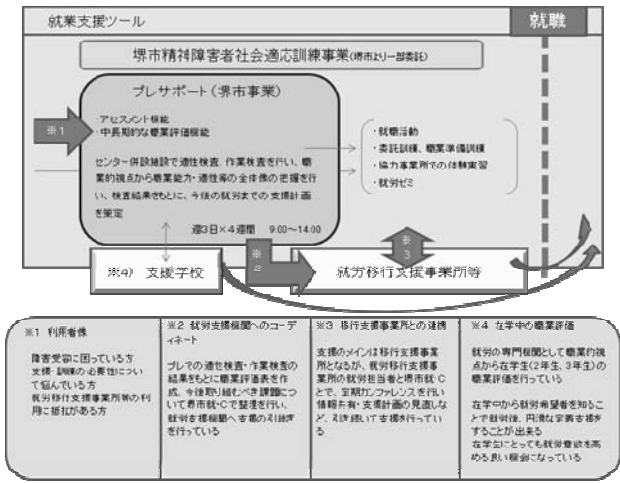 就業支援ツール
就職
堺市精神障害者社会適応訓練事業(堺市より一部委託)
プレサポート(堺市事業)
※1
・アセスメント機能
・中長期的な職業評価機能
センター併設施設で適性検査、作業検査を行い、職
業的視点から職業能力・適性等の全体像の把握を行
い、検査結果をもとに、今後の就労までの支援計画
を策定
週3日×4週間 9:00～14:00
・就職活動
・委託訓練、職業準備訓練
・協力事業所での体験実習
・就労ゼミ
※2
※3
※4) 支援学校
就労移行支援事業所等
※1 利用者像
障害受容に困っている方
支援・訓練の必要性につい
て悩んでいる方
就労移行支援事業所等の利
用に抵抗がある方
※2 就労支援機関へのコーデ
ィネート
プレでの適性検査・作業検査の
結果をもとに職業評価表を作
成、今後取り組むべき課題につ
いて堺市就・Cで整理を行い、
就労支援機関へ支援の引継ぎ
を行っている
※3 移行支援事業所との連携
支援のメインは移行支援事業
所となるが、就労移行支援事
業所の就労担当者と堺市就・C
とで、定期カンファレンスを行い
情報共有・支援計画の見直しな
ど、引き続いて支援を行ってい
る
※4 在学中の職業評価
就労の専門機関として職業的視
点から在学生(2年生、3年生)の
職業評価を行っている
在学中から就労希望者を知るこ
とで就労後、円滑な定着支援を
することが出来る
在学生にとっても就労意欲を高
める良い機会になっている